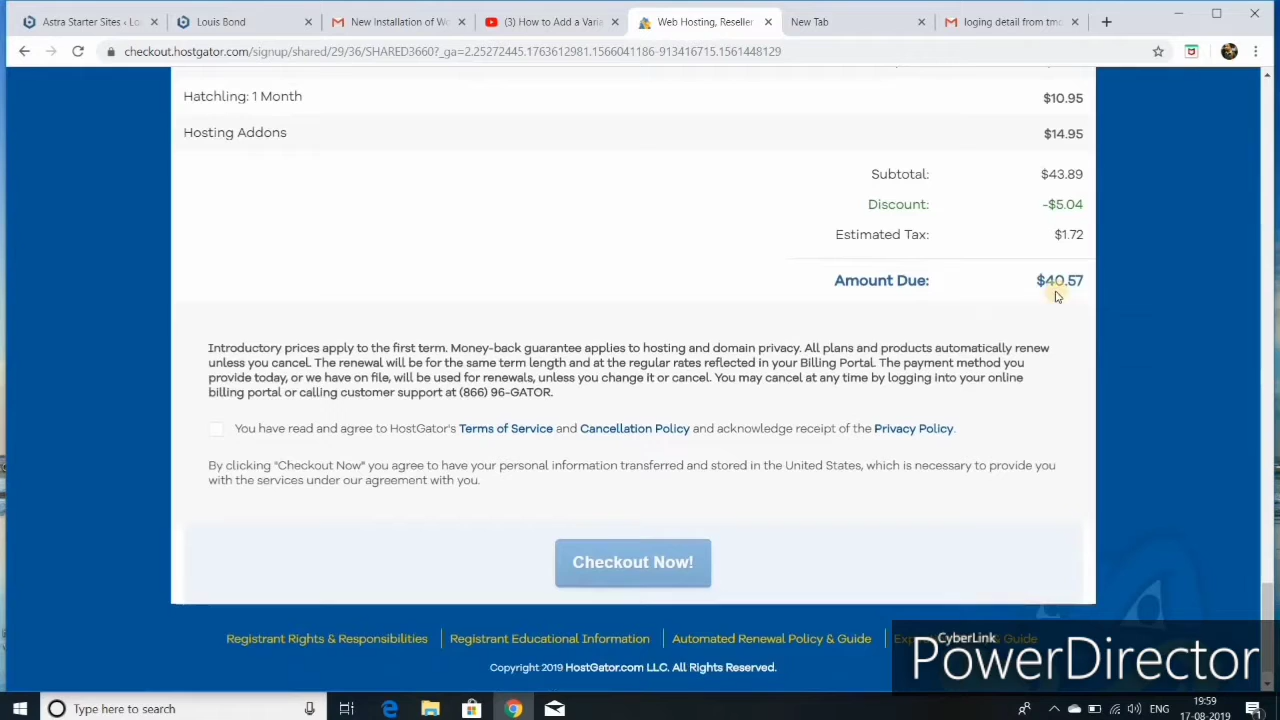 Astra Starter Sites ‹ Lo
Louis Bond
New Installation of Wo
(3) How to Add a Varia
Web Hosting, Reseller
New Tab
loging detail from tmd
checkout.hostgator.com/signup/shared/29/36/SHARED3660?_ga=2.25272445.1763612981.1566041186-913416715.1561448129
Hatchling: 1 Month $10.95
Hosting Addons $14.95
Subtotal: $43.89
Discount: -$5.04
Estimated Tax: $1.72
Amount Due: $40.57
Introductory prices apply to the first term. Money-back guarantee applies to hosting and domain privacy. All plans and products automatically renew
unless you cancel. The renewal will be for the same term length and at the regular rates reflected in your Billing Portal. The payment method you
provide today, or we have on file, will be used for renewals, unless you change it or cancel. You may cancel at any time by logging into your online
billing portal or calling customer support at (866) 96-GATOR.
You have read and agree to HostGator's Terms of Service and Cancellation Policy and acknowledge receipt of the Privacy Policy.
By clicking "Checkout Now" you agree to have your personal information transferred and stored in the United States, which is necessary to provide you
with the services under our agreement with you.
Checkout Now!
Registrant Rights & Responsibilities
Registrant Educational Information
Automated Renewal Policy & Guide
& Guide
Copyright 2019 HostGator.com LLC. All Rights Reserved.
CyberLink
PowerDirector
Type here to search
ENG
19:59
17-08-2019